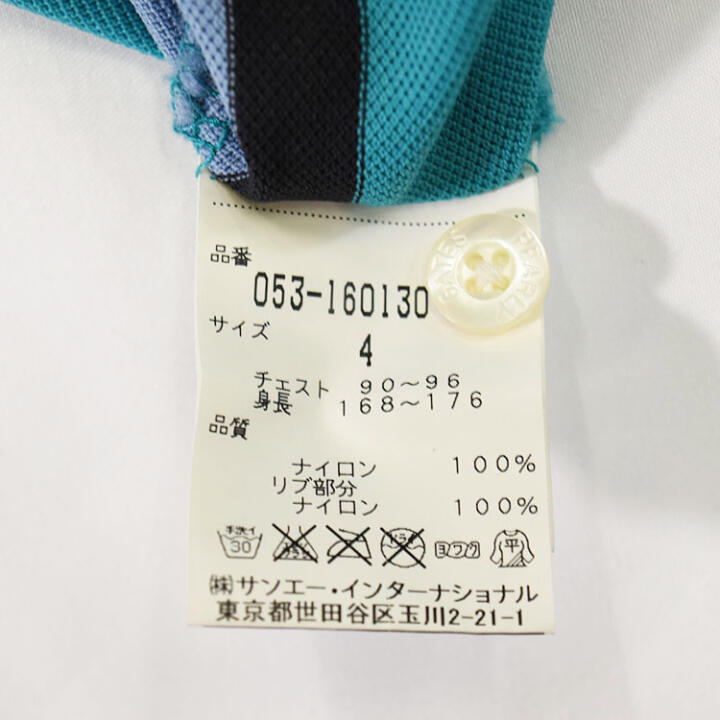 品番
053-160130
PEARLY GATES
サイズ
4
チェスト 90～96
身長 168～176
品質
ナイロン 100%
リブ部分
ナイロン 100%
手洗イ 30 ドライ ヨワク 平
㈱サンエー・インターナショナル
東京都世田谷区玉川2-21-1